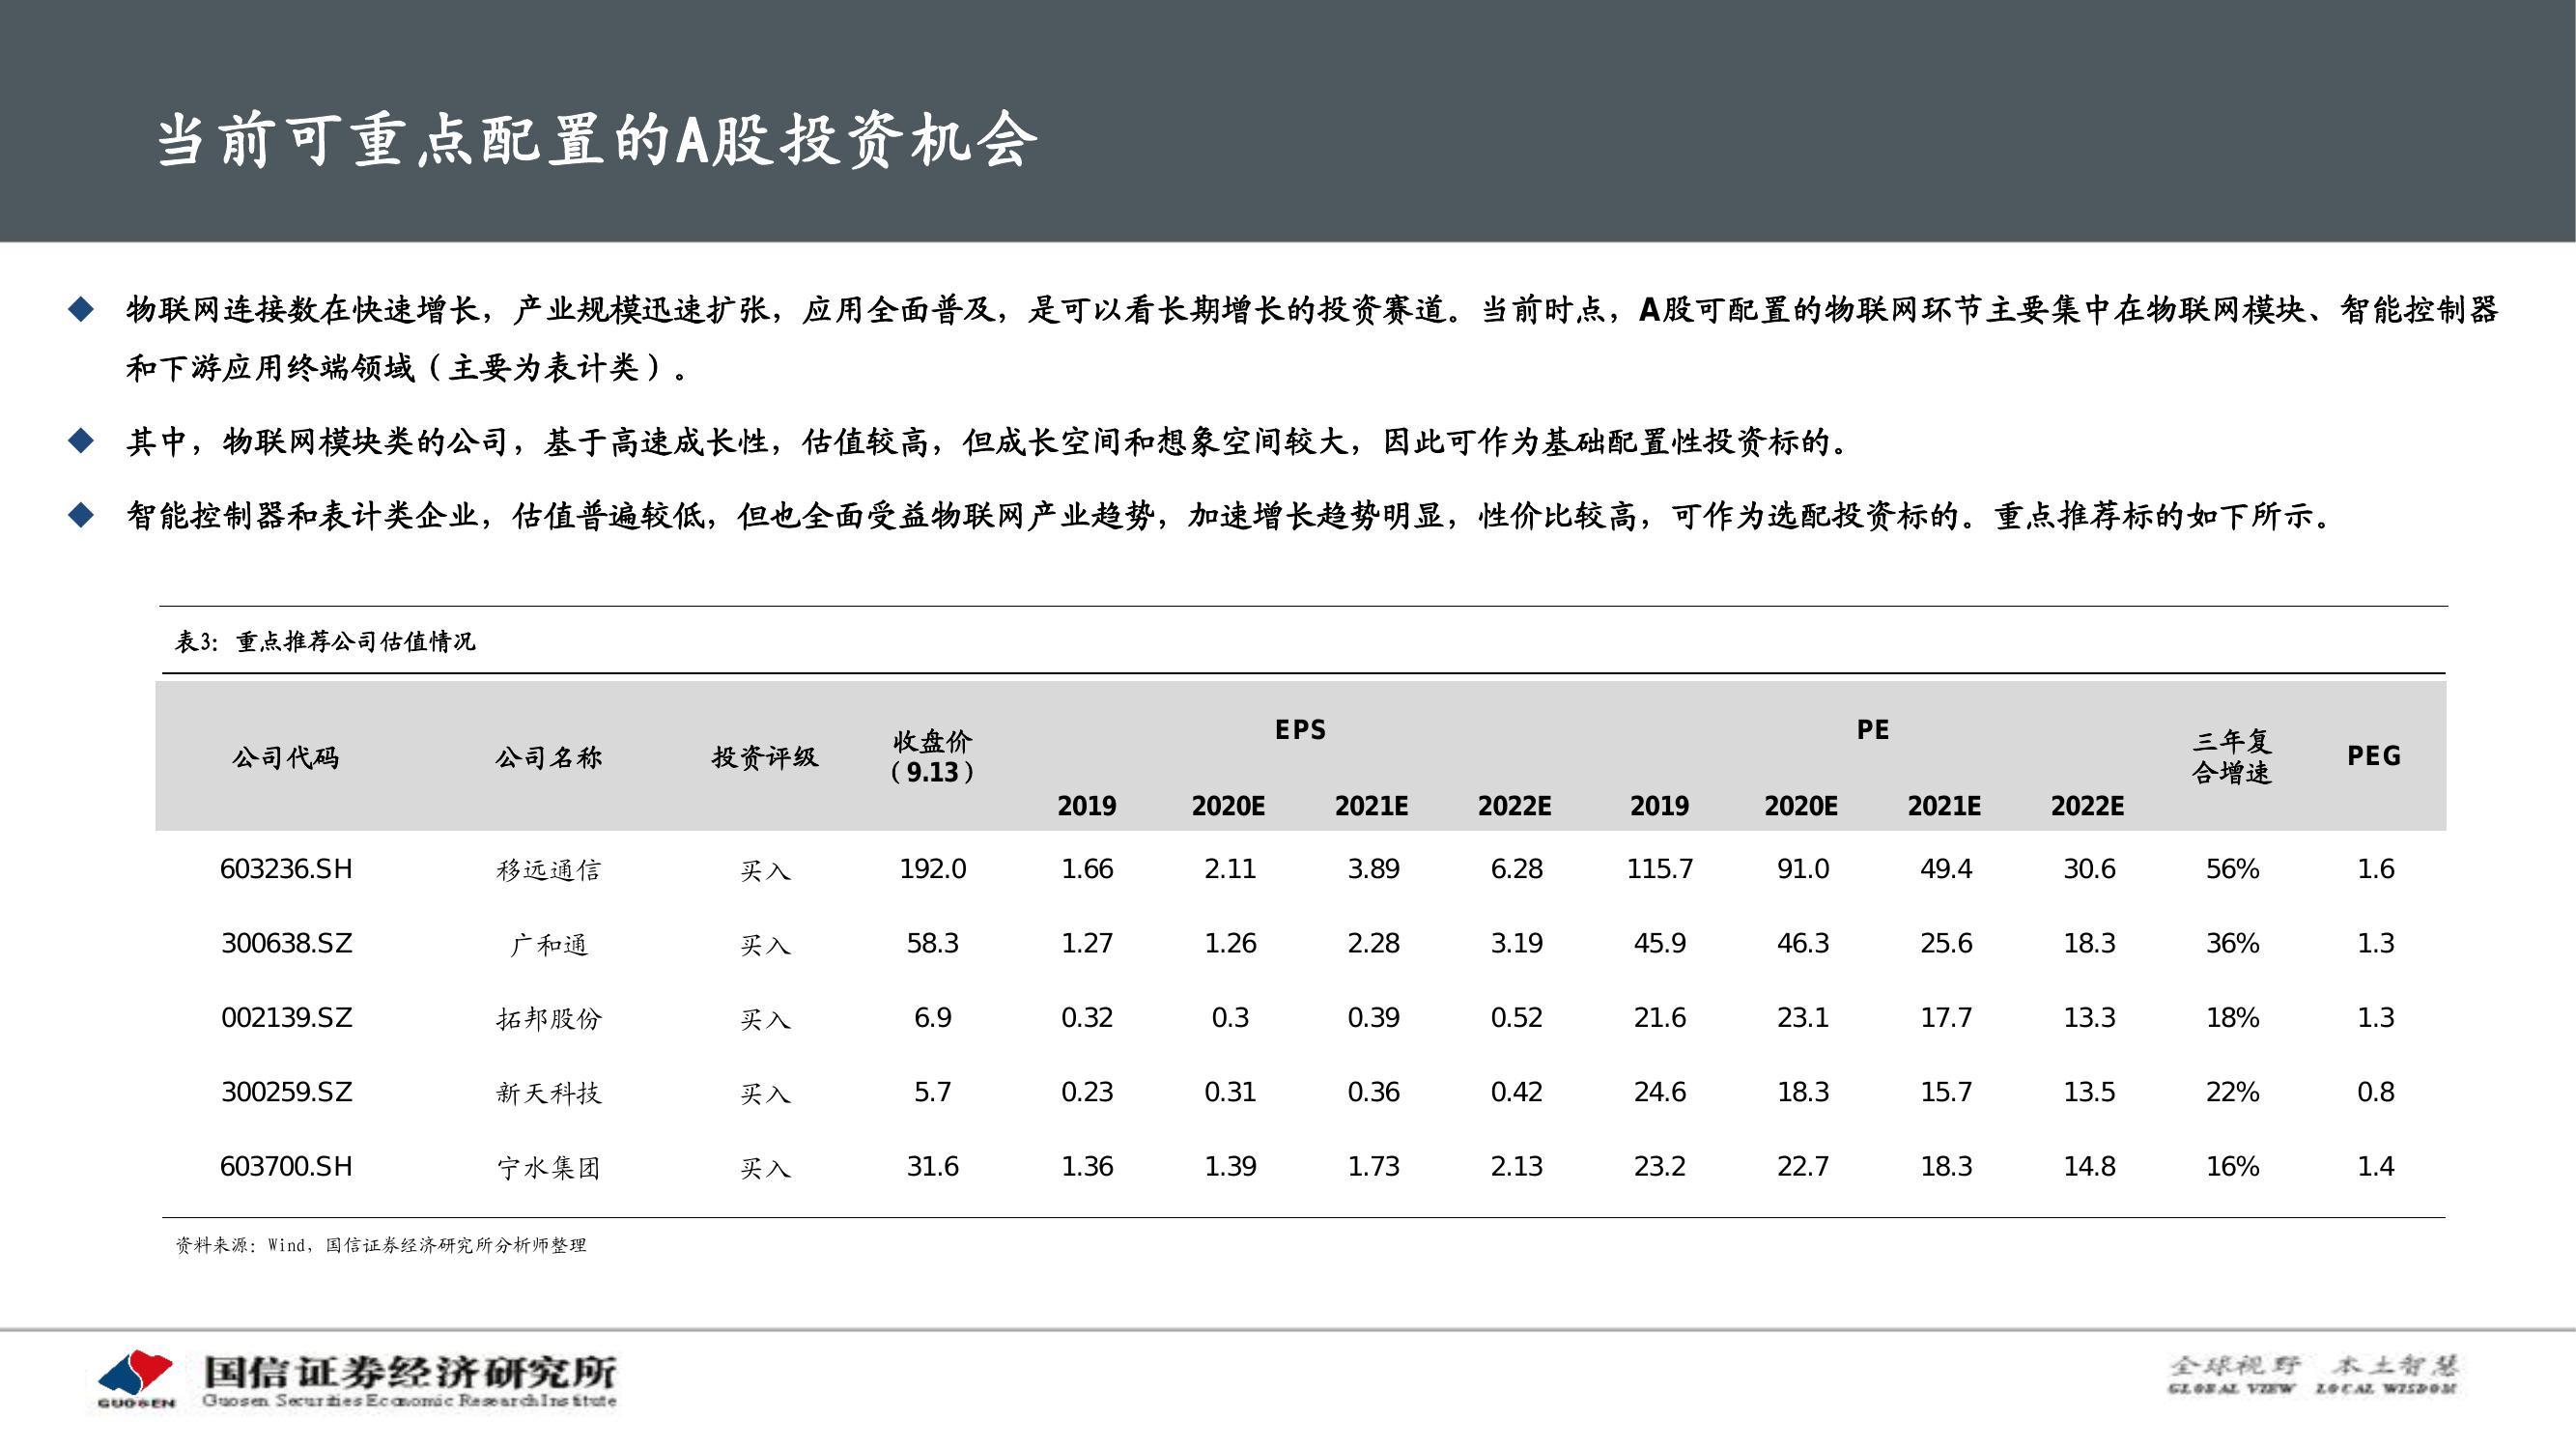 当前可重点配置的A股投资机会
物联网连接数在快速增长，产业规模迅速扩张，应用全面普及，是可以看长期增长的投资赛道。当前时点，A股可配置的物联网环节主要集中在物联网模块、智能控制器
和下游应用终端领域（主要为表计类）。
其中，物联网模块类的公司，基于高速成长性，估值较高，但成长空间和想象空间较大，因此可作为基础配置性投资标的。
智能控制器和表计类企业，估值普遍较低，但也全面受益物联网产业趋势，加速增长趋势明显，性价比较高，可作为选配投资标的。重点推荐标的如下所示。
表3：重点推荐公司估值情况
公司代码 公司名称 投资评级 收盘价（9.13） EPS PE 三年复合增速 PEG
2019 2020E 2021E 2022E 2019 2020E 2021E 2022E
603236.SH 移远通信 买入 192.0 1.66 2.11 3.89 6.28 115.7 91.0 49.4 30.6 56% 1.6
300638.SZ 广和通 买入 58.3 1.27 1.26 2.28 3.19 45.9 46.3 25.6 18.3 36% 1.3
002139.SZ 拓邦股份 买入 6.9 0.32 0.3 0.39 0.52 21.6 23.1 17.7 13.3 18% 1.3
300259.SZ 新天科技 买入 5.7 0.23 0.31 0.36 0.42 24.6 18.3 15.7 13.5 22% 0.8
603700.SH 宁水集团 买入 31.6 1.36 1.39 1.73 2.13 23.2 22.7 18.3 14.8 16% 1.4
资料来源：Wind，国信证券经济研究所分析师整理
GUOSEN
国信证券经济研究所
Guosen Securities Economic Research Institute
全球视野 本土智慧
GLOBAL VIEW LOCAL WISDOM